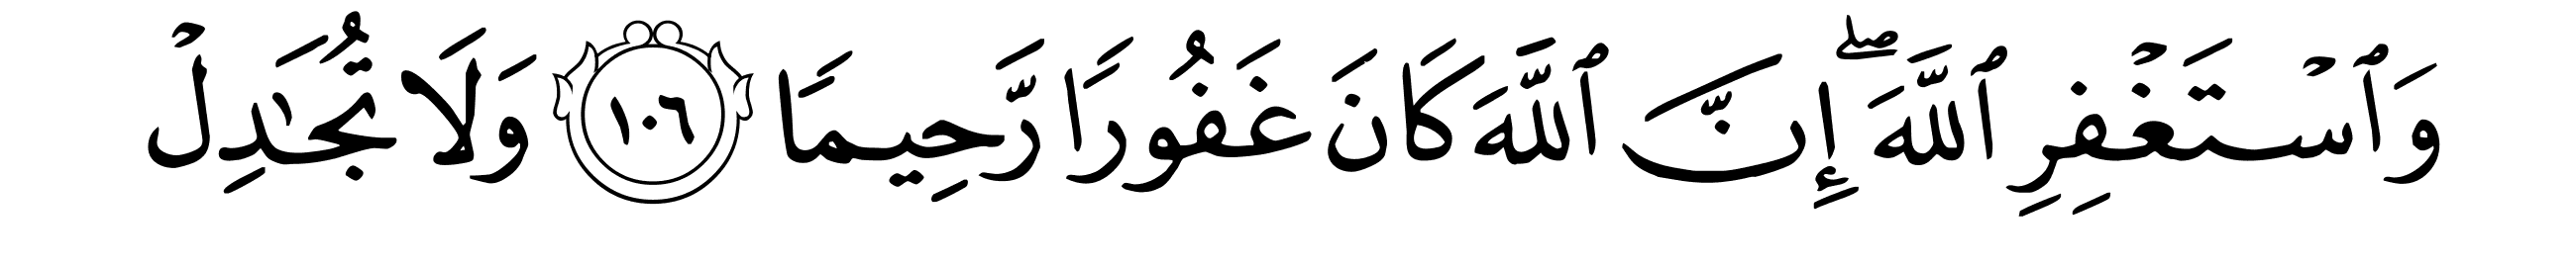 وَٱسْتَغْفِرِ ٱللَّهَۖ إِنَّ ٱللَّهَ كَانَ غَفُورًا رَّحِيمًا ١٠٦ وَلَا تُجَٰدِلْ